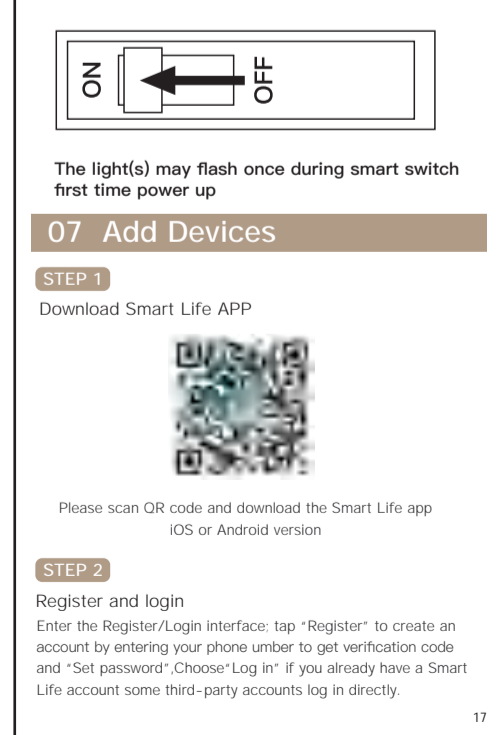 ON
OFF
The light(s) may flash once during smart switch
first time power up
07 Add Devices
STEP 1
Download Smart Life APP
Please scan QR code and download the Smart Life app
iOS or Android version
STEP 2
Register and login
Enter the Register/Login interface; tap "Register" to create an
account by entering your phone umber to get verification code
and "Set password",Choose"Log in" if you already have a Smart
Life account some third-party accounts log in directly.
17